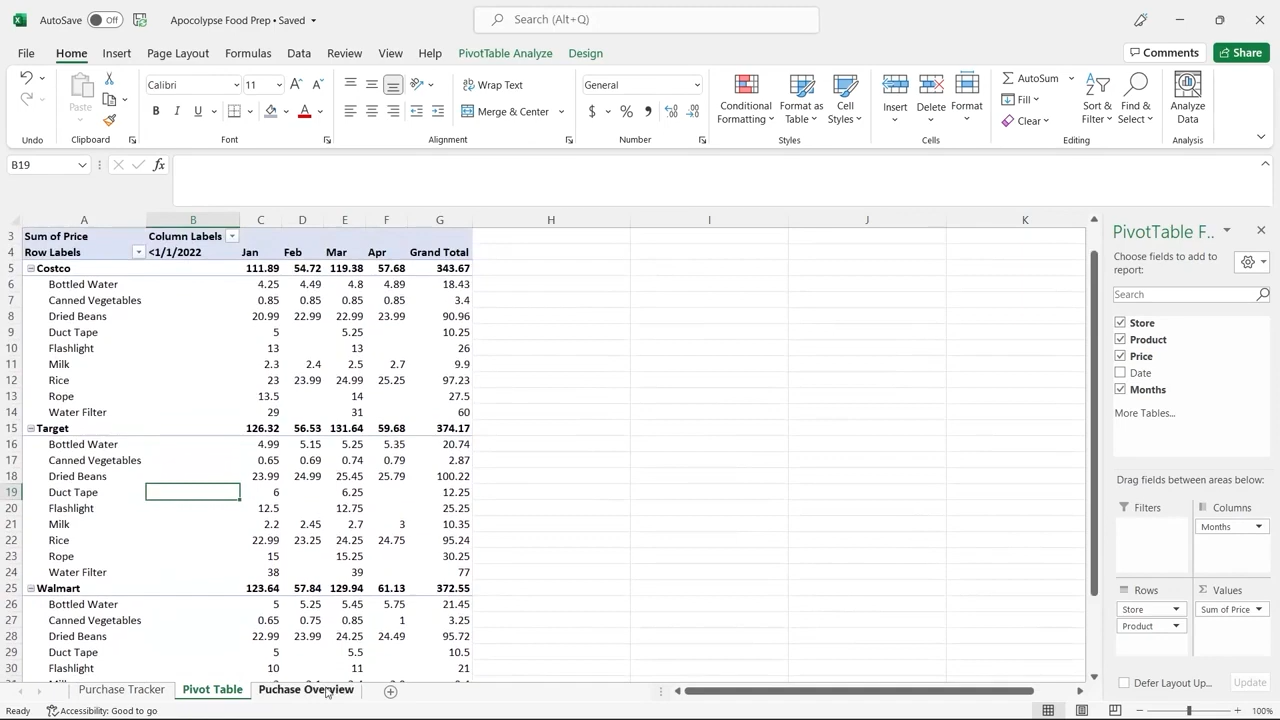 AutoSave Off Apocolypse Food Prep • Saved Search (Alt+Q)
File Home Insert Page Layout Formulas Data Review View Help PivotTable Analyze Design Comments Share
Paste
Calibri 11
Wrap Text
General
Merge & Center
Conditional Formatting
Format as Table
Cell Styles
Insert Delete Format
AutoSum
Fill
Clear
Sort & Filter
Find & Select
Analyze Data
Undo Clipboard Font Alignment Number Styles Cells Editing Analysis
B19 fx
A B C D E F G H I J K
3 Sum of Price Column Labels
4 Row Labels <1/1/2022 Jan Feb Mar Apr Grand Total
5 Costco 111.89 54.72 119.38 57.68 343.67
6 Bottled Water 4.25 4.49 4.8 4.89 18.43
7 Canned Vegetables 0.85 0.85 0.85 0.85 3.4
8 Dried Beans 20.99 22.99 22.99 23.99 90.96
9 Duct Tape 5 5.25 10.25
10 Flashlight 13 13 26
11 Milk 2.3 2.4 2.5 2.7 9.9
12 Rice 23 23.99 24.99 25.25 97.23
13 Rope 13.5 14 27.5
14 Water Filter 29 31 60
15 Target 126.32 56.53 131.64 59.68 374.17
16 Bottled Water 4.99 5.15 5.25 5.35 20.74
17 Canned Vegetables 0.65 0.69 0.74 0.79 2.87
18 Dried Beans 23.99 24.99 25.45 25.79 100.22
19 Duct Tape 6 6.25 12.25
20 Flashlight 12.5 12.75 25.25
21 Milk 2.2 2.45 2.7 3 10.35
22 Rice 22.99 23.25 24.25 24.75 95.24
23 Rope 15 15.25 30.25
24 Water Filter 38 39 77
25 Walmart 123.64 57.84 129.94 61.13 372.55
26 Bottled Water 5 5.25 5.45 5.75 21.45
27 Canned Vegetables 0.65 0.75 0.85 1 3.25
28 Dried Beans 22.99 23.99 24.25 24.49 95.72
29 Duct Tape 5 5.5 10.5
30 Flashlight 10 11 21
PivotTable F..
Choose fields to add to
report:
Search
Store
Product
Price
Date
Months
More Tables...
Drag fields between areas below:
Filters Columns
Months
Rows Values
Store Sum of Price
Product
Defer Layout Up... Update
Purchase Tracker Pivot Table Puchase Overview
Ready Accessibility: Good to go 100%